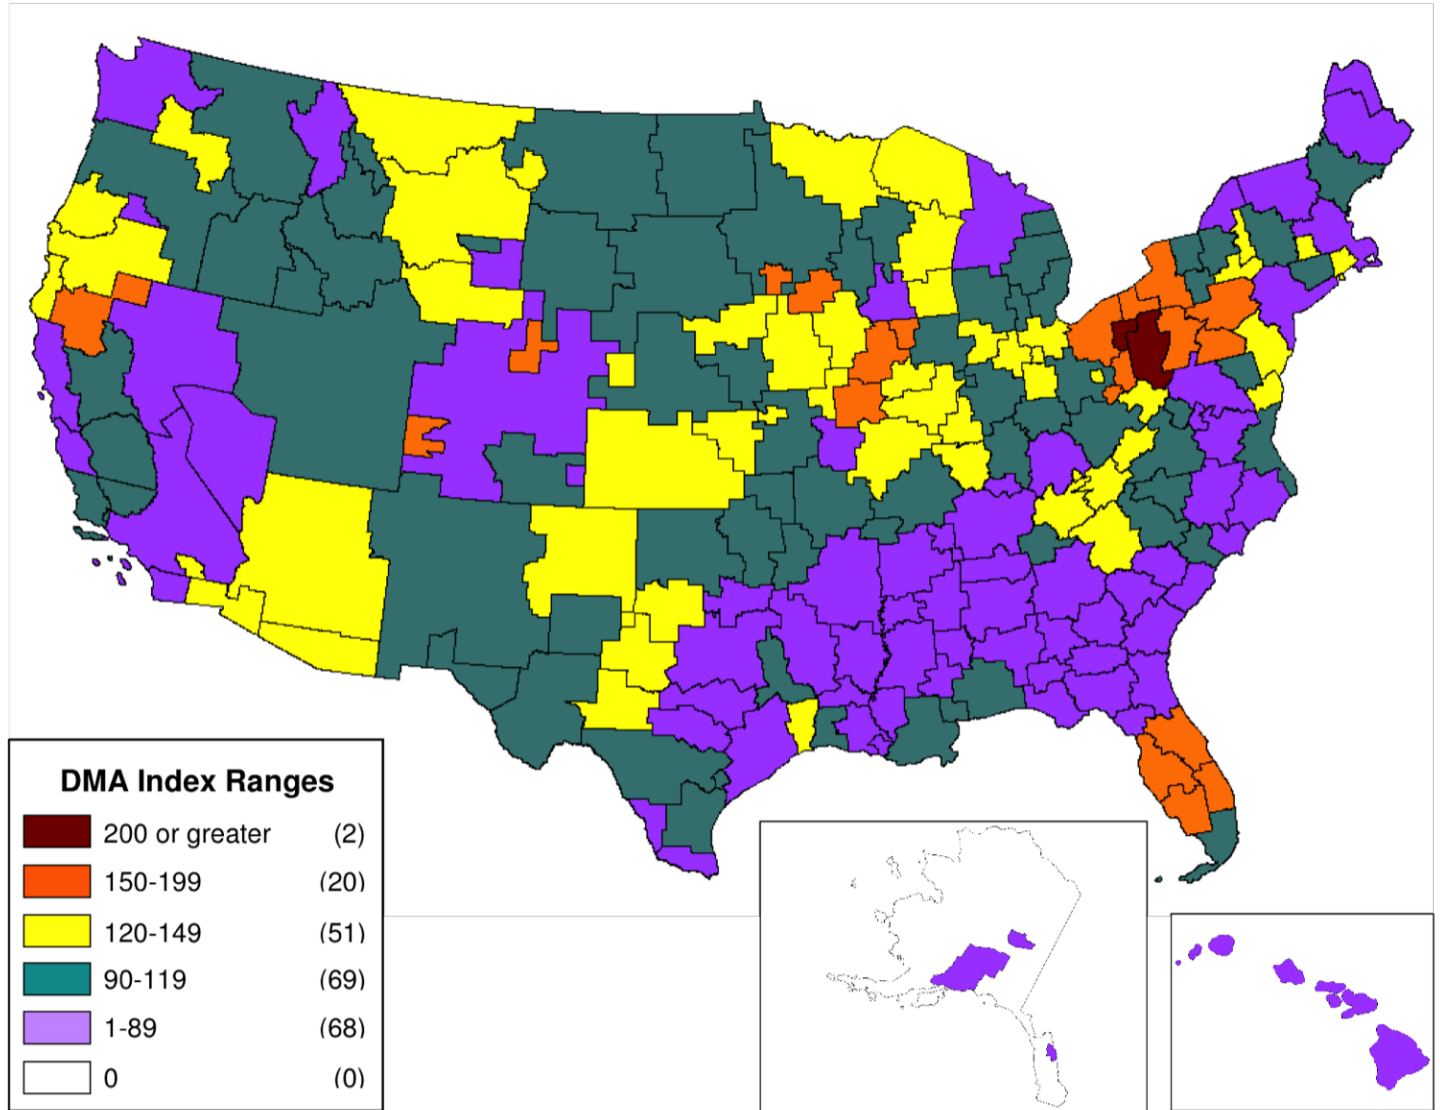 DMA Index Ranges
200 or greater (2)
150-199 (20)
120-149 (51)
90-119 (69)
1-89 (68)
0 (0)